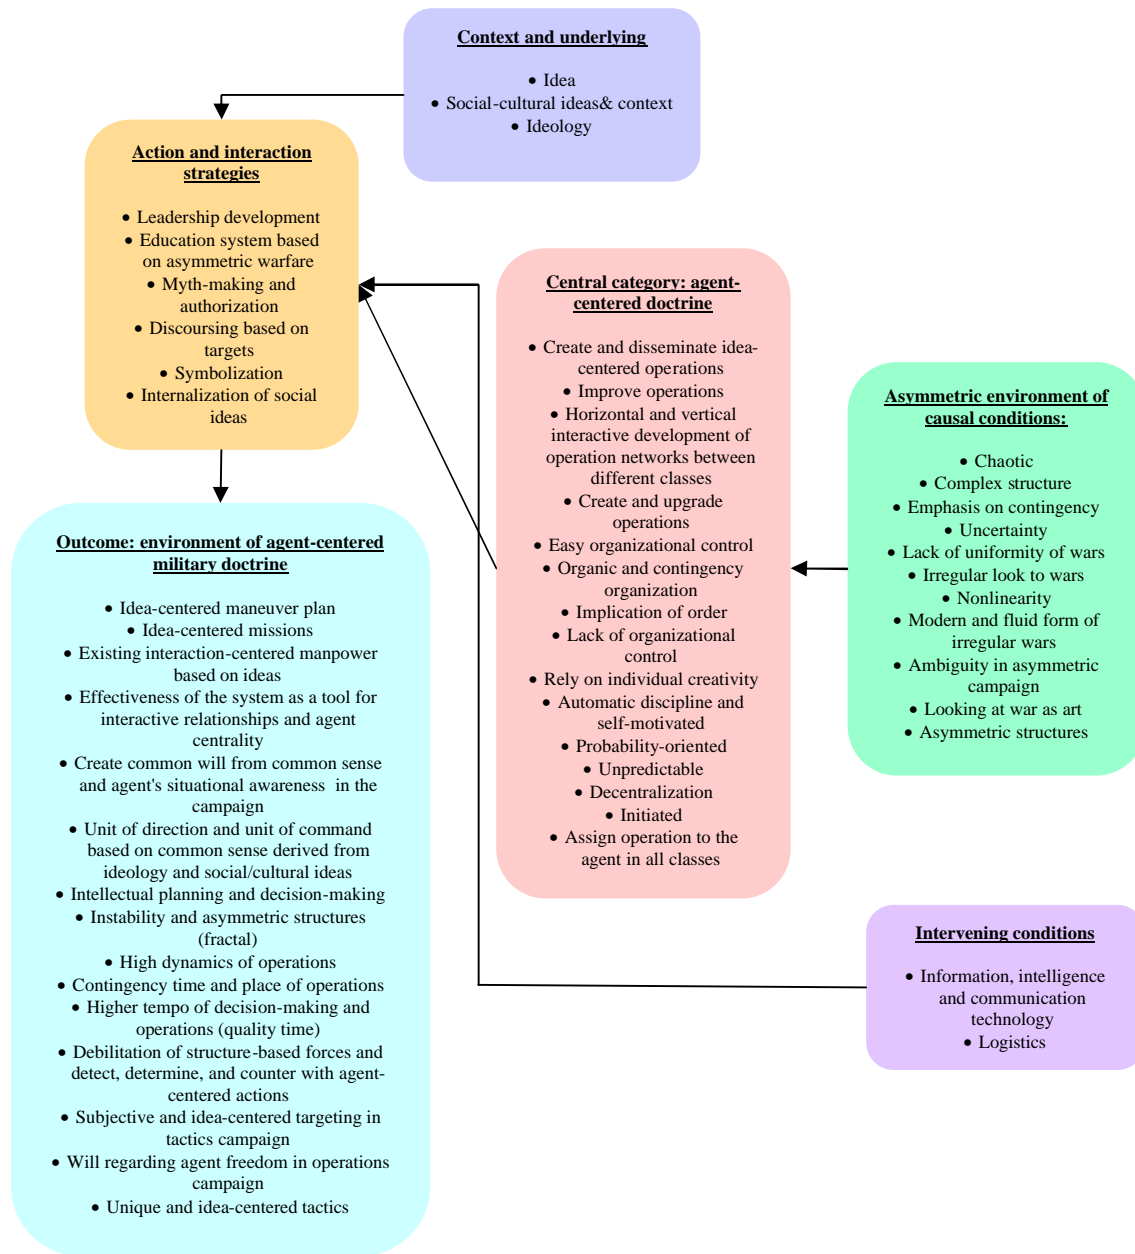 Context and underlying
• Idea
• Social-cultural ideas& context
• Ideology
Action and interaction
strategies
• Leadership development
• Education system based
on asymmetric warfare
• Myth-making and
authorization
• Discoursing based on
targets
• Symbolization
• Internalization of social
ideas
Central category: agent-
centered doctrine
• Create and disseminate idea-
centered operations
• Improve operations
• Horizontal and vertical
interactive development of
operation networks between
different classes
• Create and upgrade
operations
• Easy organizational control
• Organic and contingency
organization
• Implication of order
• Lack of organizational
control
• Rely on individual creativity
• Automatic discipline and
self-motivated
• Probability-oriented
• Unpredictable
• Decentralization
• Initiated
• Assign operation to the
agent in all classes
Asymmetric environment of
causal conditions:
• Chaotic
• Complex structure
• Emphasis on contingency
• Uncertainty
• Lack of uniformity of wars
• Irregular look to wars
• Nonlinearity
• Modern and fluid form of
irregular wars
• Ambiguity in asymmetric
campaign
• Looking at war as art
• Asymmetric structures
Outcome: environment of agent-centered
military doctrine
• Idea-centered maneuver plan
• Idea-centered missions
• Existing interaction-centered manpower
based on ideas
• Effectiveness of the system as a tool for
interactive relationships and agent
centrality
• Create common will from common sense
and agent's situational awareness in the
campaign
• Unit of direction and unit of command
based on common sense derived from
ideology and social/cultural ideas
• Intellectual planning and decision-making
• Instability and asymmetric structures
(fractal)
• High dynamics of operations
• Contingency time and place of operations
• Higher tempo of decision-making and
operations (quality time)
• Debilitation of structure-based forces and
detect, determine, and counter with agent-
centered actions
• Subjective and idea-centered targeting in
tactics campaign
• Will regarding agent freedom in operations
campaign
• Unique and idea-centered tactics
Intervening conditions
• Information, intelligence
and communication
technology
• Logistics